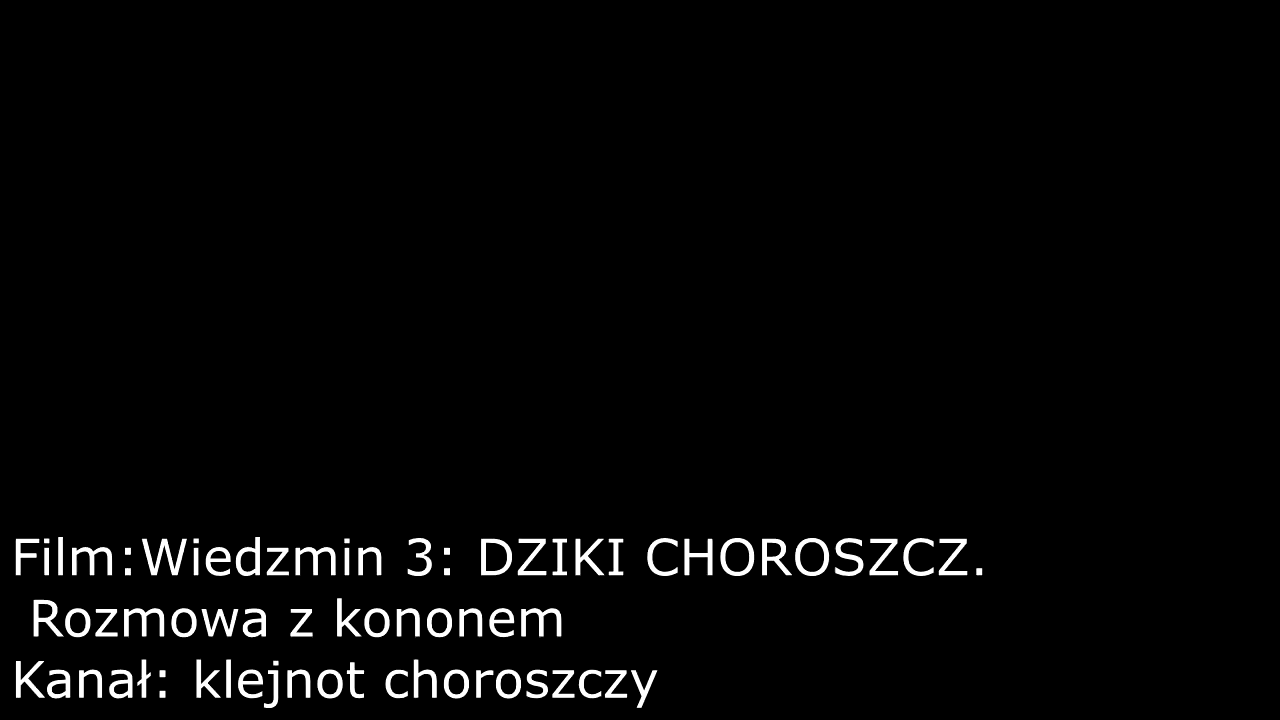 Film:Wiedzmin 3: DZIKI CHOROSZCZ.
Rozmowa z kononem
Kanał: klejnot choroszczy